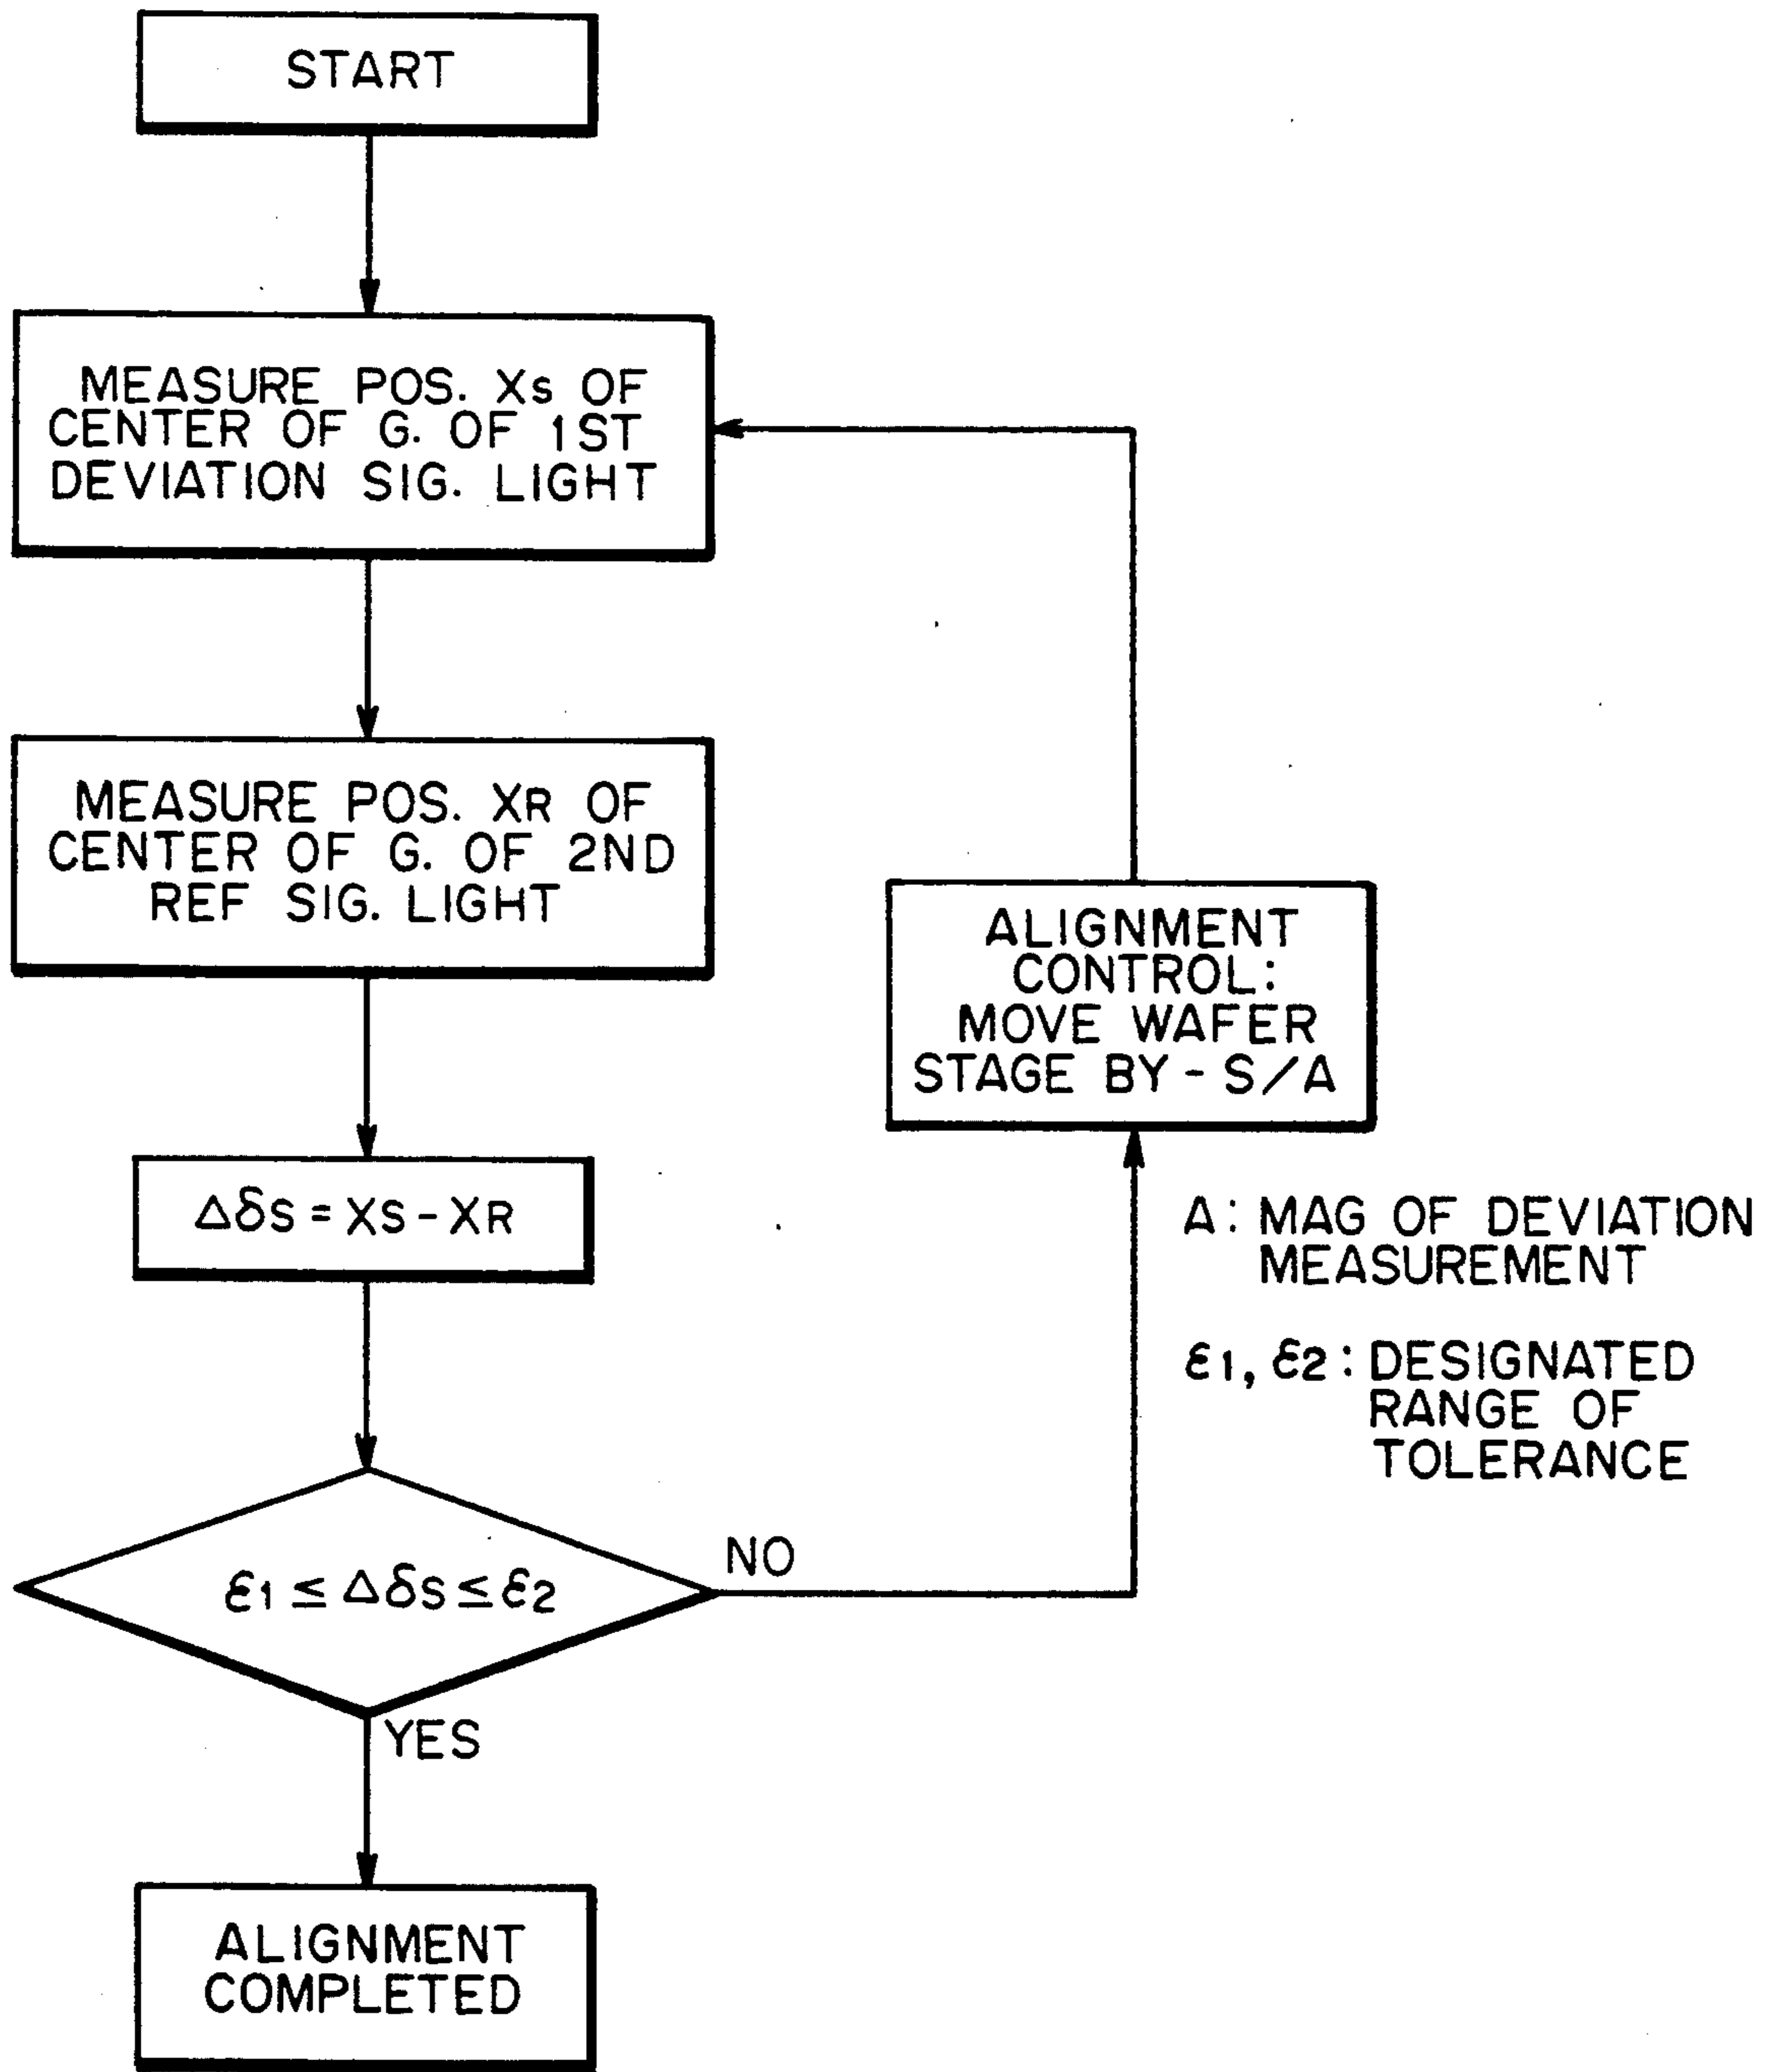 START
MEASURE POS. XS OF
CENTER OF G. OF 1ST
DEVIATION SIG. LIGHT
MEASURE POS. XR OF
CENTER OF G. OF 2ND
REF SIG. LIGHT
ALIGNMENT
CONTROL:
MOVE WAFER
STAGE BY - S/A
ΔδS = XS - XR
A: MAG OF DEVIATION
MEASUREMENT
ε1, ε2: DESIGNATED
RANGE OF
TOLERANCE
ε1 ≤ ΔδS ≤ ε2
NO
YES
ALIGNMENT
COMPLETED